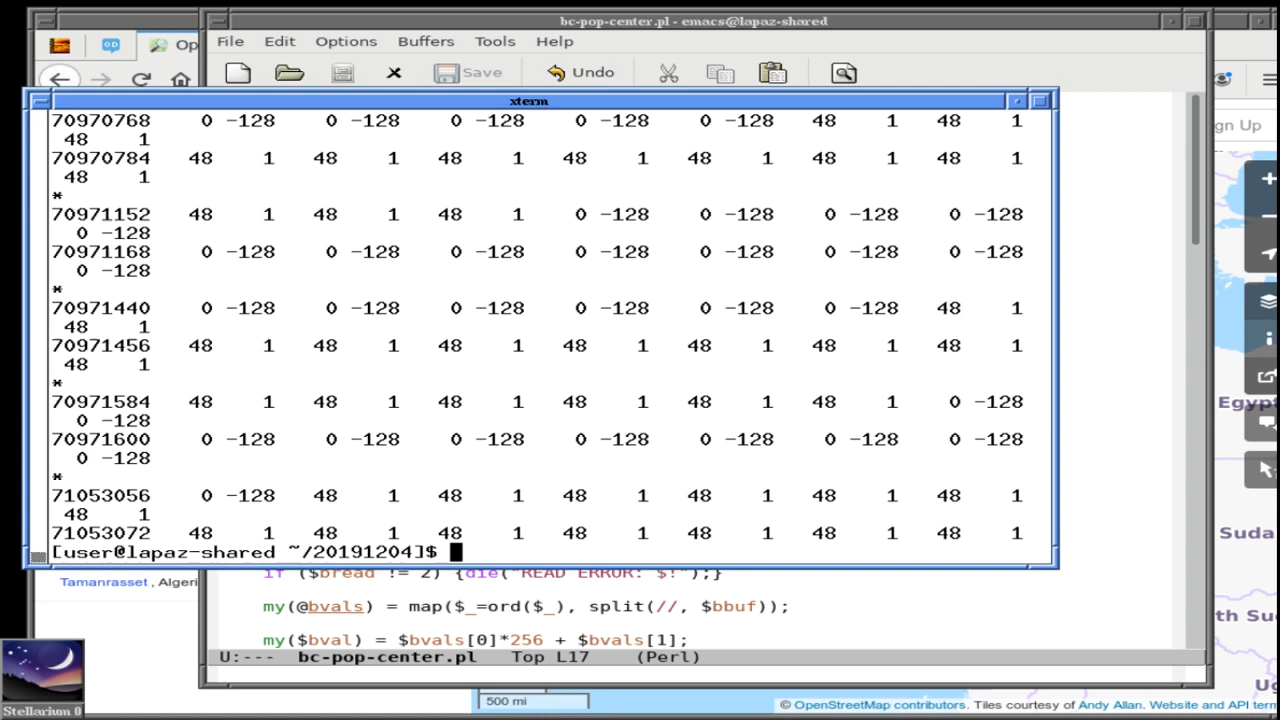 bc-pop-center.pl - emacs@lapaz-shared
File Edit Options Buffers Tools Help
Op
Save Undo
xterm
gn Up
70970768 0 -128 0 -128 0 -128 0 -128 0 -128 48 1 48 1
48 1
70970784 48 1 48 1 48 1 48 1 48 1 48 1 48 1
48 1
*
70971152 48 1 48 1 48 1 0 -128 0 -128 0 -128 0 -128
0 -128
70971168 0 -128 0 -128 0 -128 0 -128 0 -128 0 -128 0 -128
0 -128
*
70971440 0 -128 0 -128 0 -128 0 -128 0 -128 0 -128 48 1
48 1
70971456 48 1 48 1 48 1 48 1 48 1 48 1 48 1
48 1
*
70971584 48 1 48 1 48 1 48 1 48 1 48 1 0 -128
0 -128
70971600 0 -128 0 -128 0 -128 0 -128 0 -128 0 -128 0 -128
0 -128
*
71053056 0 -128 48 1 48 1 48 1 48 1 48 1 48 1
48 1
71053072 48 1 48 1 48 1 48 1 48 1 48 1 48 1
[user@lapaz-shared ~/20191204]$
Egypt
Suda
th Su
Ug
Tamanrasset, Algeri
if ($bread != 2) {die("READ ERROR: $!");}
my(@bvals) = map($_=ord($_), split(//, $bbuf));
my($bval) = $bvals[0]*256 + $bvals[1];
U:--- bc-pop-center.pl Top L17 (Perl)
500 mi
© OpenStreetMap contributors. Tiles courtesy of Andy Allan. Website and API term
Stellarium 0